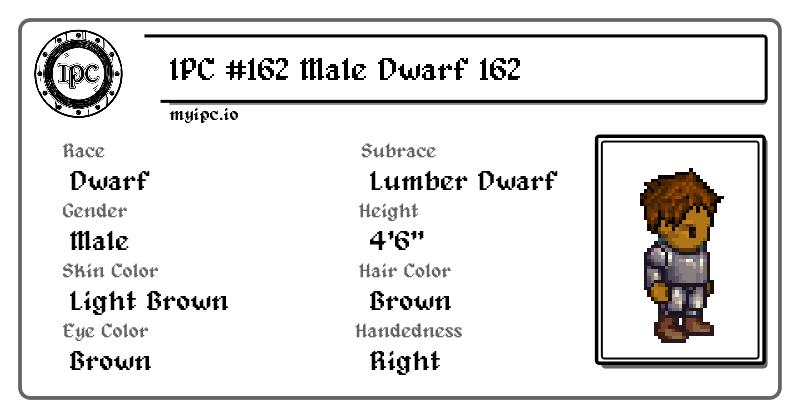 IPC
IPC #162 Male Dwarf 162
myipc.io
Race
Subrace
Dwarf
Lumber Dwarf
Gender
Height
Male
4'6"
Skin Color
Hair Color
Light Brown
Brown
Eye Color
Handedness
Brown
Right